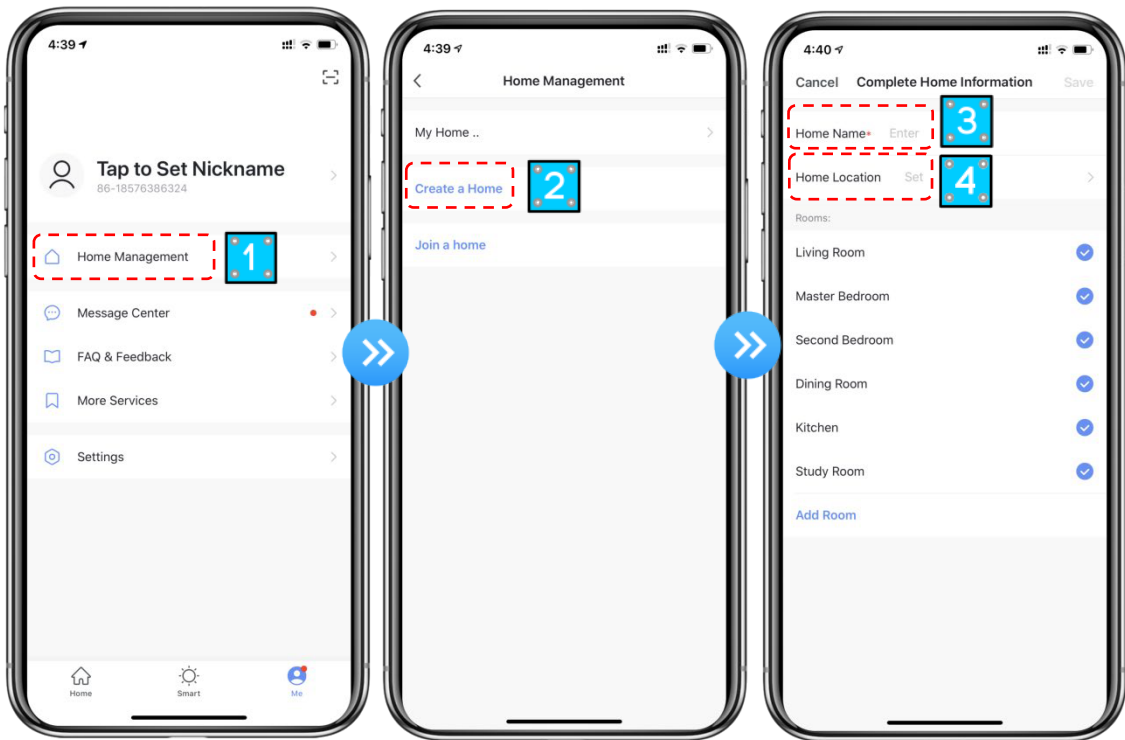 4:39
Tap to Set Nickname
86-18576386324
Home Management
1
Message Center
FAQ & Feedback
More Services
Settings
Home
Smart
Me
4:39
Home Management
My Home ..
Create a Home
2
Join a home
4:40
Cancel Complete Home Information Save
Home Name* Enter
3
Home Location Set
4
Rooms:
Living Room
Master Bedroom
Second Bedroom
Dining Room
Kitchen
Study Room
Add Room